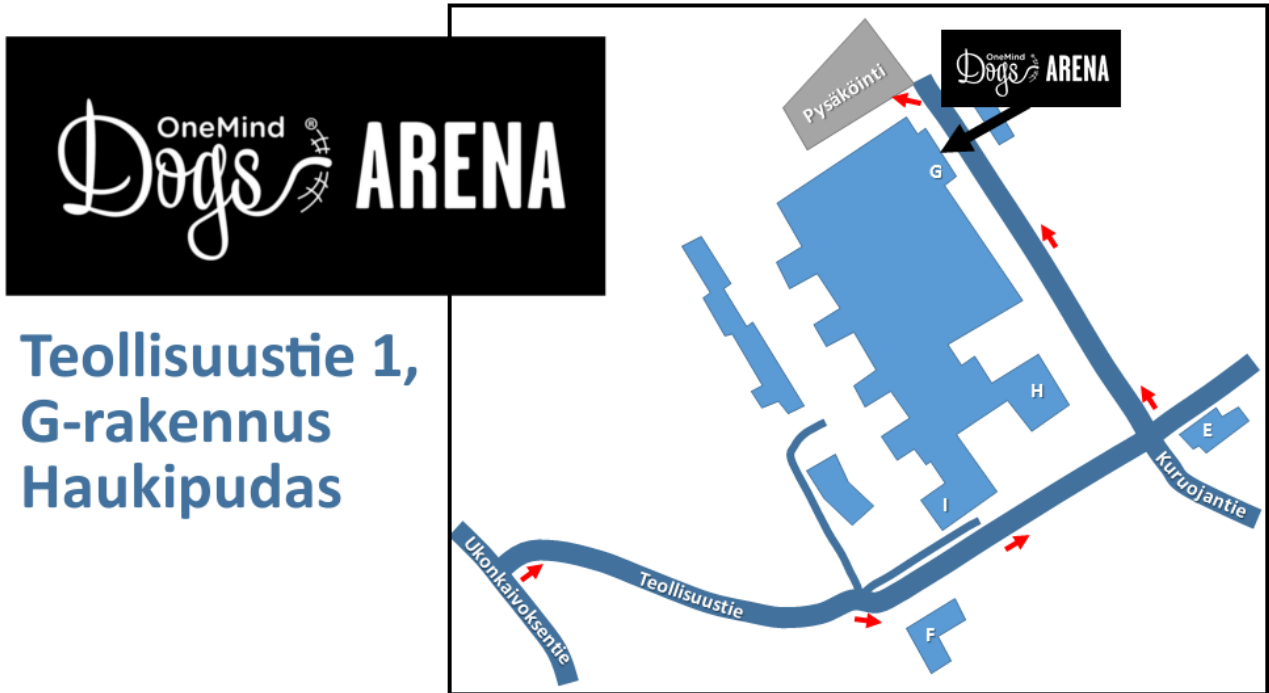 OneMind ®
Dogs ARENA
Teollisuustie 1,
G-rakennus
Haukipudas
Pysäköinti
OneMind
Dogs ARENA
G
H
E
I
Kuruojantie
Ukonkaivoksentie
Teollisuustie
F